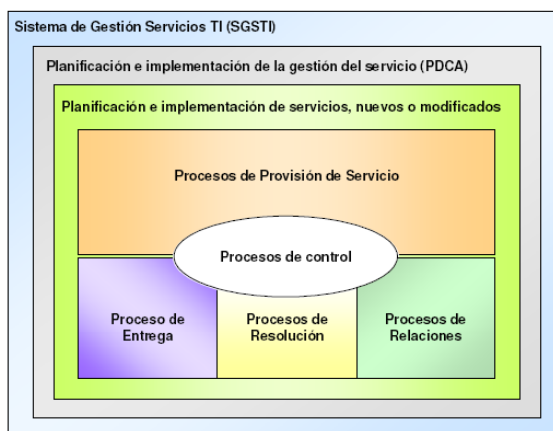 Sistema de Gestión Servicios TI (SGSTI)
Planificación e implementación de la gestión del servicio (PDCA)
Planificación e implementación de servicios, nuevos o modificados
Procesos de Provisión de Servicio
Procesos de control
Proceso de
Entrega
Procesos de
Resolución
Procesos de
Relaciones